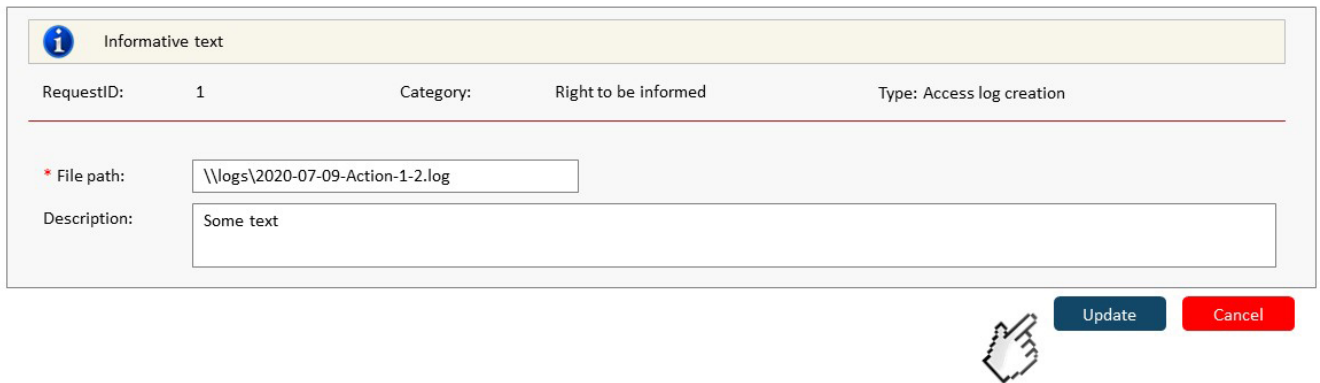 Informative text
RequestID: 1 Category: Right to be informed Type: Access log creation
* File path: \\logs\2020-07-09-Action-1-2.log
Description: Some text
Update Cancel